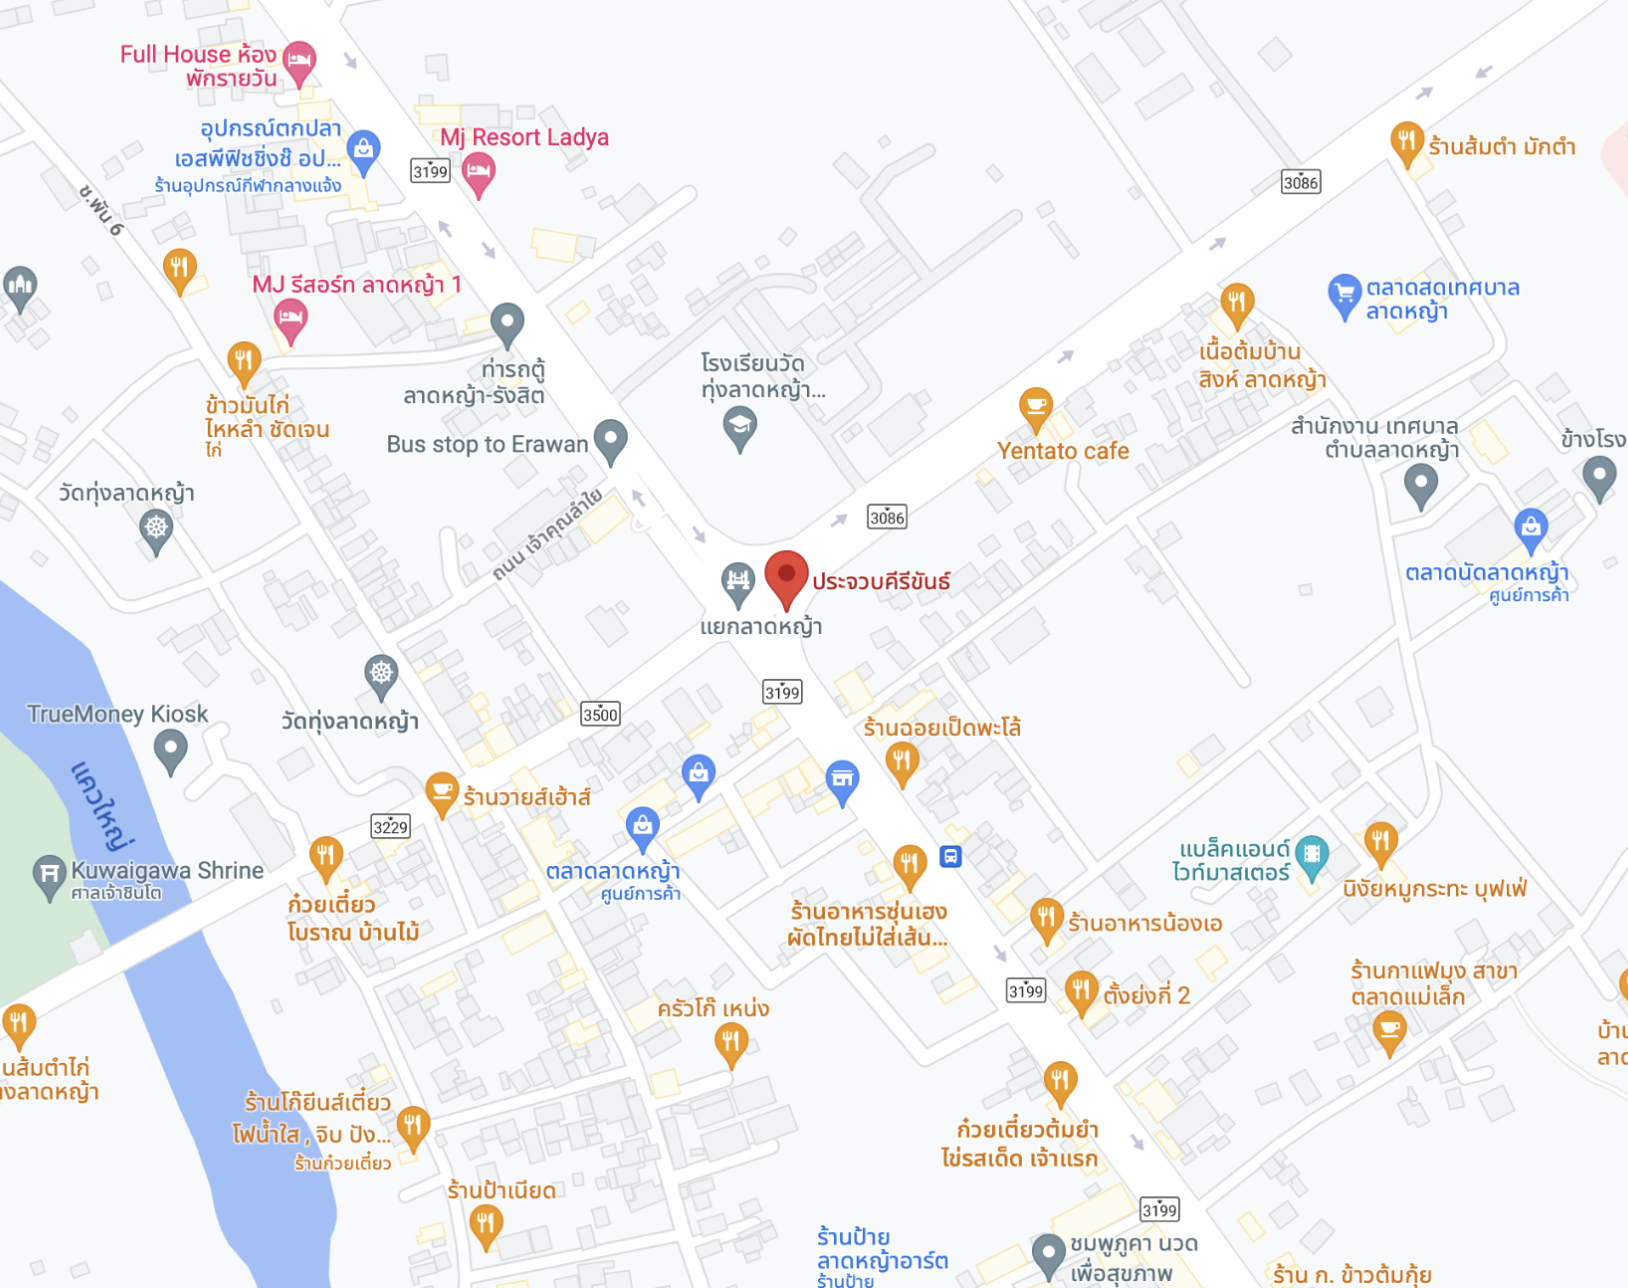 Full House ห้อง
พักรายวัน
อุปกรณ์ตกปลา
เอสพีฟิชชิ่งช๊ อป...
ร้านอุปกรณ์กีฬากลางแจ้ง
3199
Mj Resort Ladya
ร้านส้มตำ มักตำ
3086
ช.พัน 6
MJ รีสอร์ท ลาดหญ้า 1
ตลาดสดเทศบาล
ลาดหญ้า
ท่ารถตู้
ลาดหญ้า-รังสิต
โรงเรียนวัด
ทุ่งลาดหญ้า...
เนื้อต้มบ้าน
สิงห์ ลาดหญ้า
ข้าวมันไก่
ไหหลำ ชัดเจน
ไก่
Bus stop to Erawan
Yentato cafe
สำนักงาน เทศบาล
ตำบลลาดหญ้า
ข้างโรง
วัดทุ่งลาดหญ้า
ถนน เจ้าคุณลำไย
3086
ตลาดนัดลาดหญ้า
ศูนย์การค้า
ประจวบคีรีขันธ์
แยกลาดหญ้า
3199
3500
วัดทุ่งลาดหญ้า
TrueMoney Kiosk
ร้านฉอยเป็ดพะโล้
แควใหญ่
ร้านวายส์เฮ้าส์
3229
Kuwaigawa Shrine
ศาลเจ้าชินโต
ตลาดลาดหญ้า
ศูนย์การค้า
แบล็คแอนด์
ไวท์มาสเตอร์
นิงัยหมูกระทะ บุฟเฟ่
ก๋วยเตี๋ยว
โบราณ บ้านไม้
ร้านอาหารซุ่นเฮง
ผัดไทยไม่ใส่เส้น...
ร้านอาหารน้องเอ
3199
ตั้งย่งกี่ 2
ร้านกาแฟมุง สาขา
ตลาดแม่เล็ก
ครัวโก๊ เหน่ง
บ้าน
ลาด
นส้มตำไก่
างลาดหญ้า
ร้านโก๊ยีนส์เตี๋ยว
โฟน้ำใส , จิบ ปัง...
ร้านก๋วยเตี๋ยว
ก๋วยเตี๋ยวต้มยำ
ไข่รสเด็ด เจ้าแรก
ร้านป้าเนียด
3199
ร้านป้าย
ลาดหญ้าอาร์ต
ร้านป้าย
ชมพูภูคา นวด
เพื่อสุขภาพ
ร้าน ก. ข้าวต้มกุ้ย